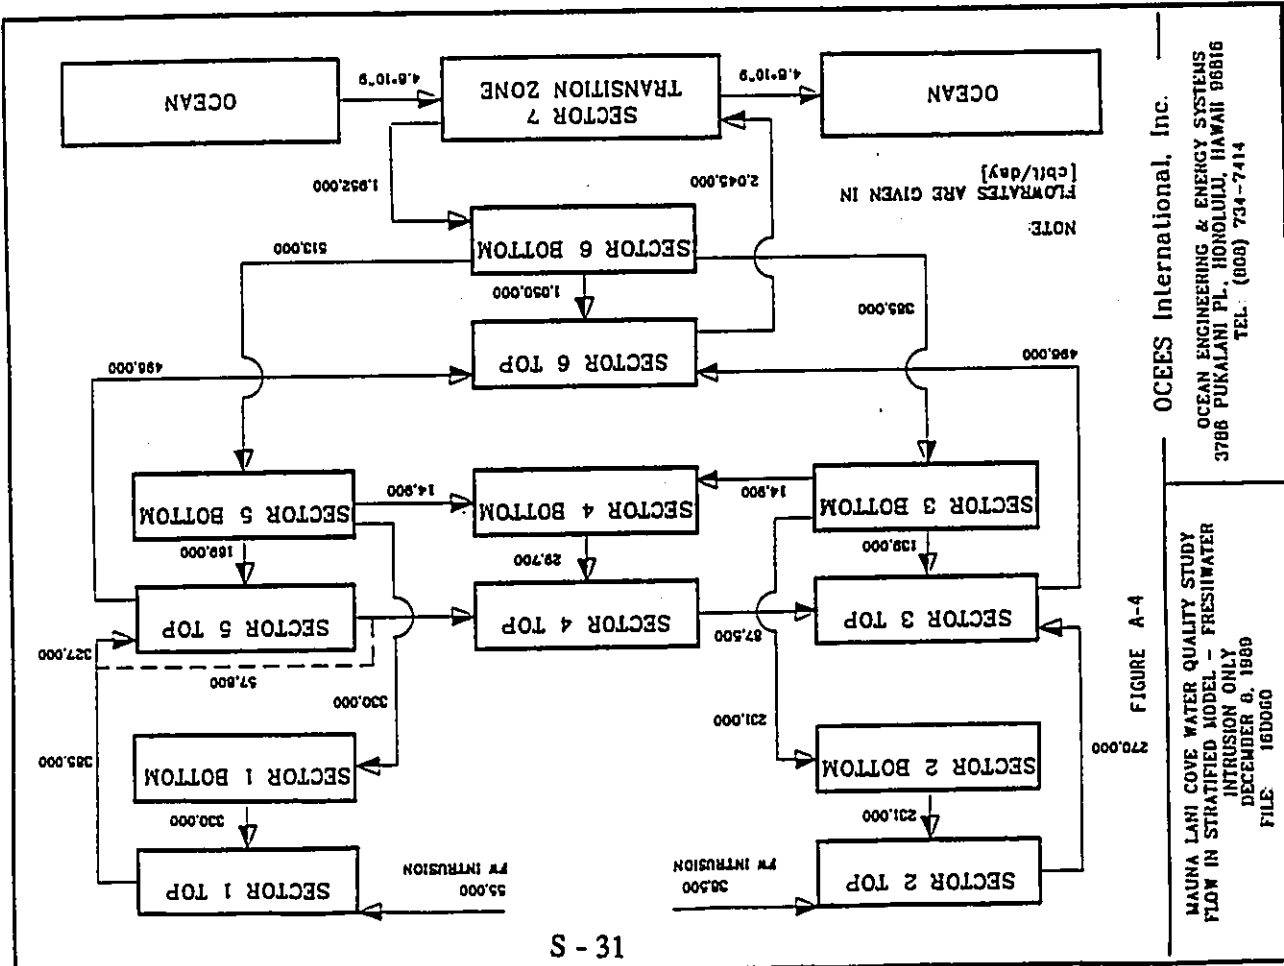 S - 31
55,000
FW INTRUSION
38,500
FW INTRUSION
SECTOR 1 TOP
SECTOR 2 TOP
330,000
231,000
385,000
270,000
SECTOR 1 BOTTOM
SECTOR 2 BOTTOM
330,000
231,000
57,800
327,000
SECTOR 5 TOP
SECTOR 4 TOP
87,500
SECTOR 3 TOP
169,000
29,700
139,000
SECTOR 5 BOTTOM
14,900
SECTOR 4 BOTTOM
14,900
SECTOR 3 BOTTOM
496,000
496,000
SECTOR 6 TOP
1,050,000
513,000
385,000
SECTOR 6 BOTTOM
1,952,000
2,045,000
NOTE:
FLOWRATES ARE GIVEN IN
[cbft/day]
OCEAN
4.6*10^9
SECTOR 7
TRANSITION ZONE
4.6*10^9
OCEAN
FIGURE A-4
OCEES International, Inc.
OCEAN ENGINEERING & ENERGY SYSTEMS
3786 PUKALANI PL., HONOLULU, HAWAII 96816
TEL: (808) 734-7414
MAUNA LANI COVE WATER QUALITY STUDY
FLOW IN STRATIFIED MODEL - FRESHWATER
INTRUSION ONLY
DECEMBER 8, 1989
FILE: 16D060